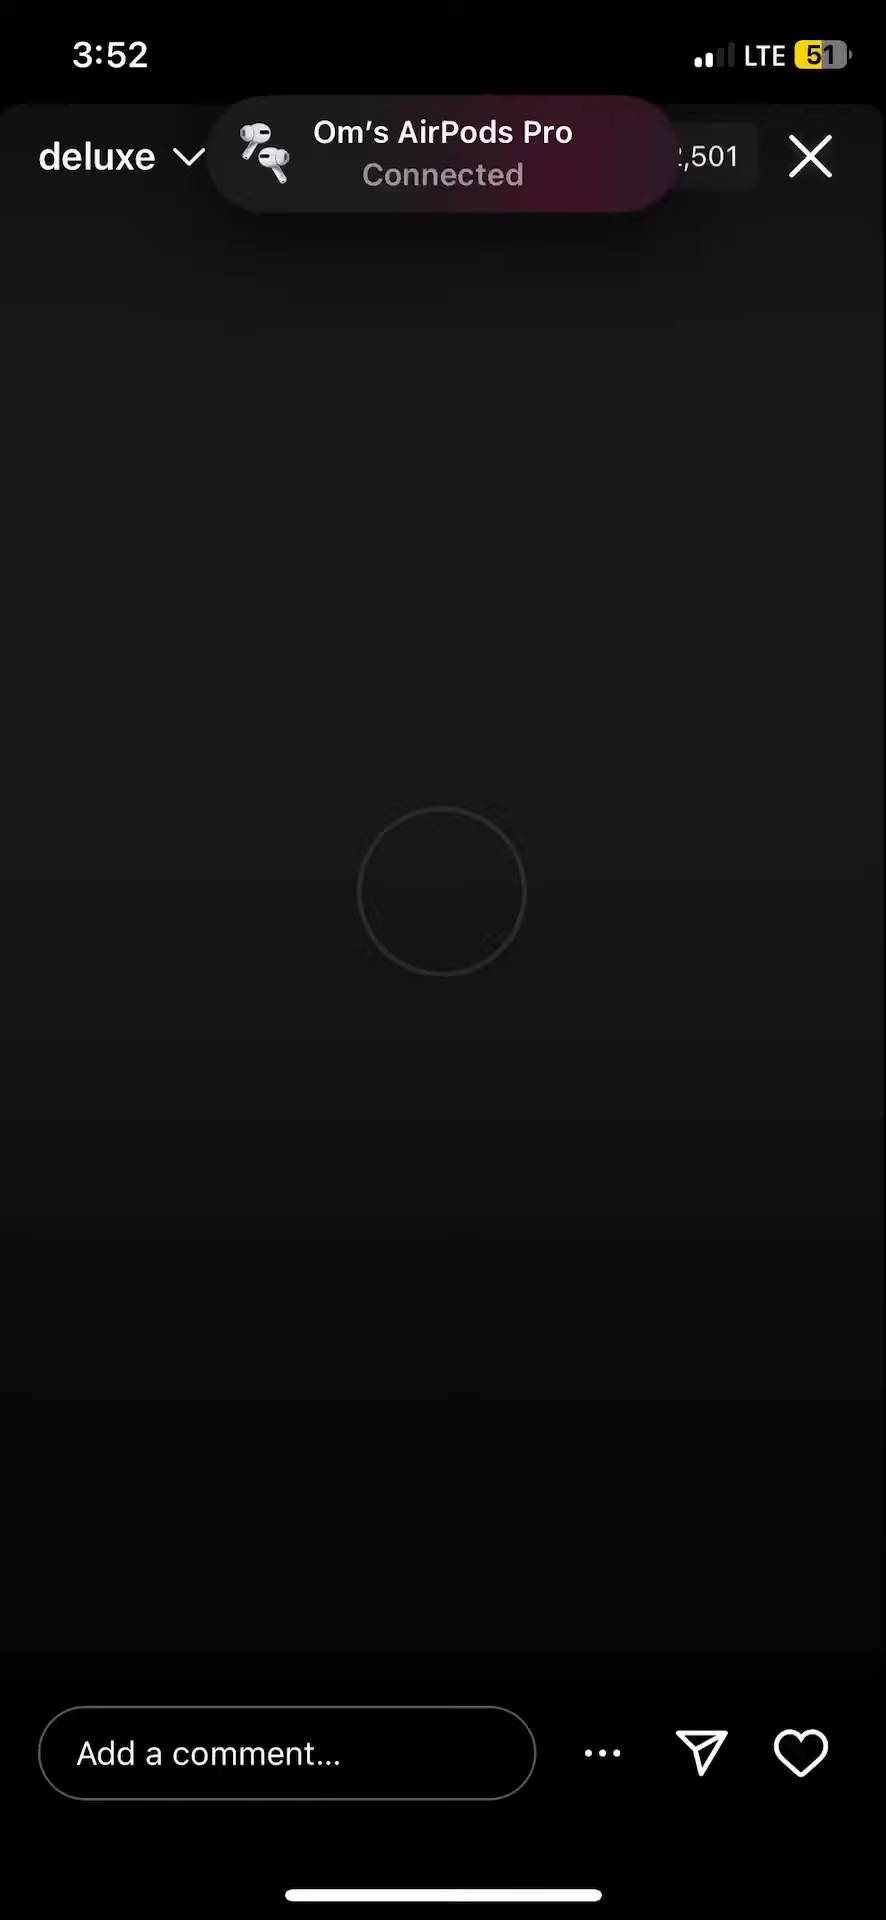 3:52
LTE 51
deluxe
Om's AirPods Pro
Connected
,501
Add a comment...